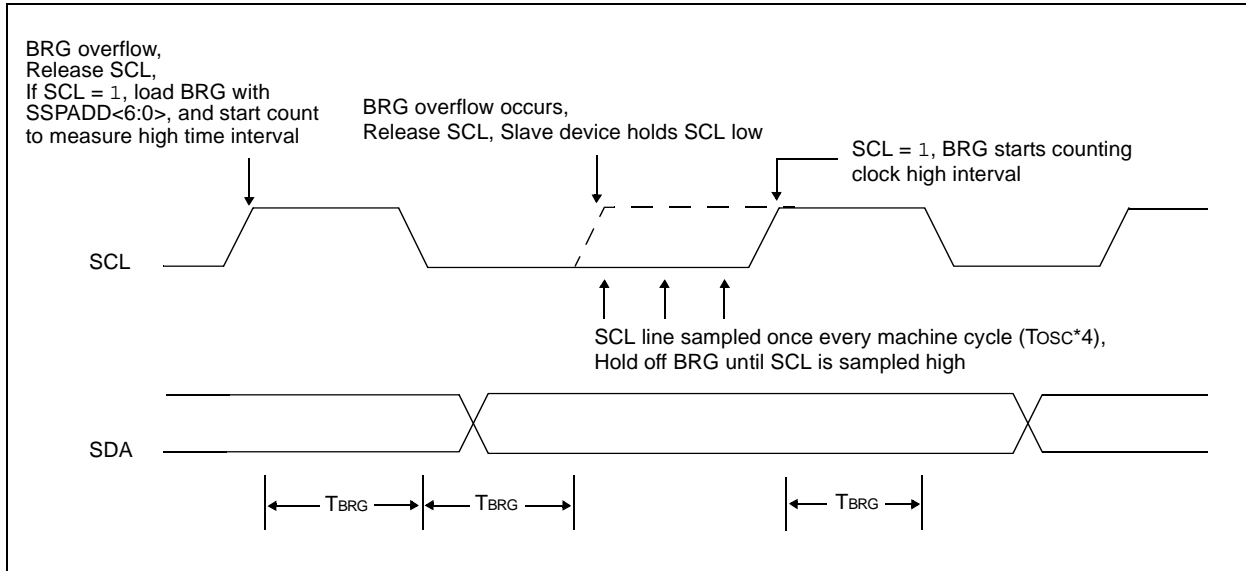 BRG overflow,
Release SCL,
If SCL = 1, load BRG with
SSPADD<6:0>, and start count
to measure high time interval
BRG overflow occurs,
Release SCL, Slave device holds SCL low
SCL = 1, BRG starts counting
clock high interval
SCL
SCL line sampled once every machine cycle (TOSC*4),
Hold off BRG until SCL is sampled high
SDA
TBRG
TBRG
TBRG